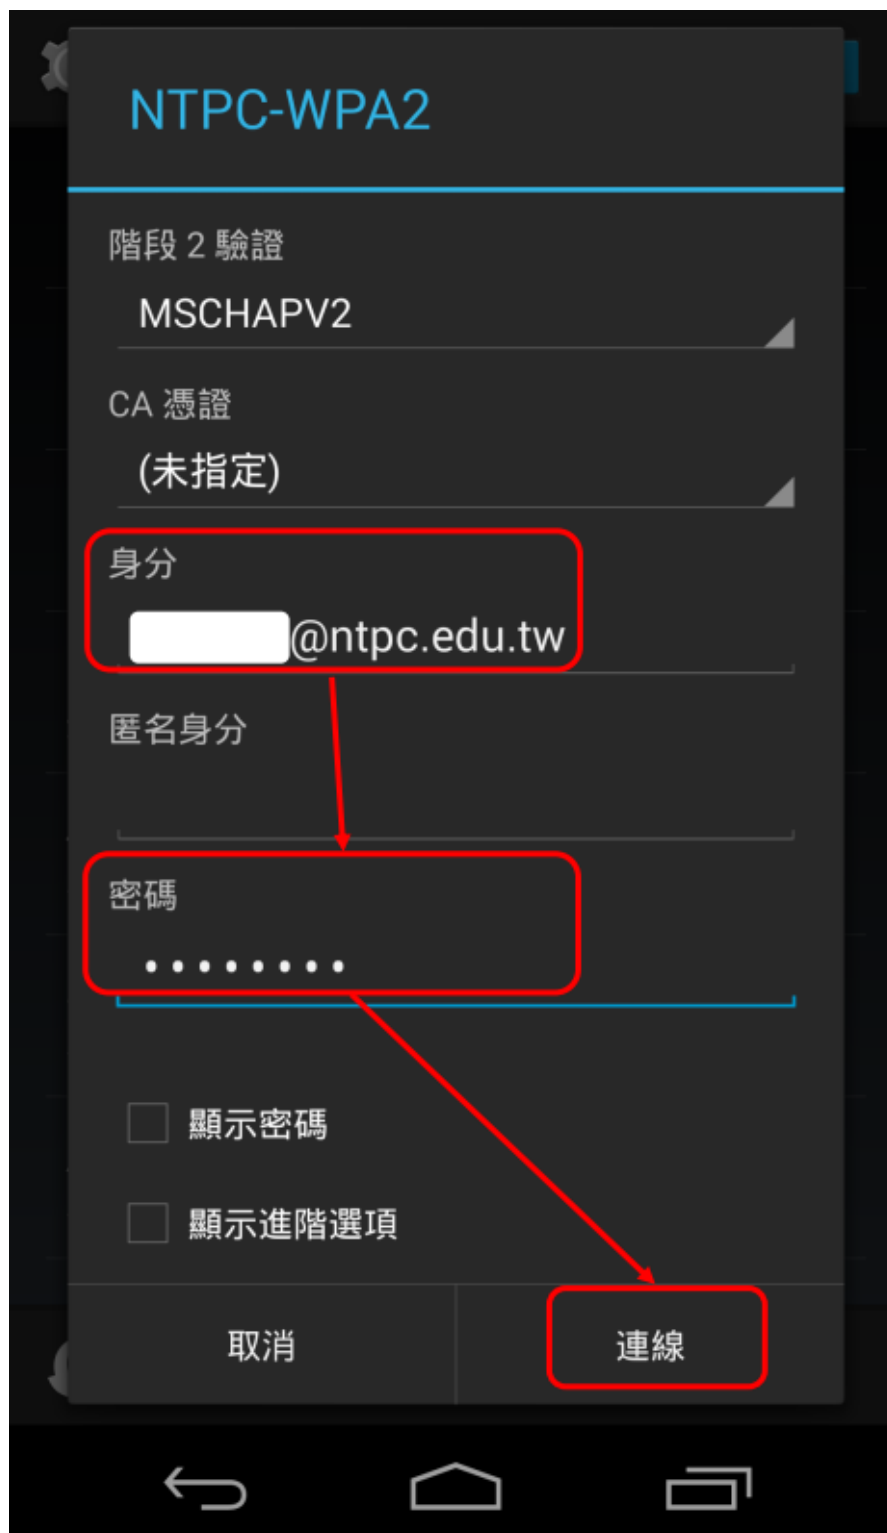 NTPC-WPA2
階段 2 驗證
MSCHAPV2
CA 憑證
(未指定)
身分
@ntpc.edu.tw
匿名身分
密碼
••••••••
顯示密碼
顯示進階選項
取消
連線